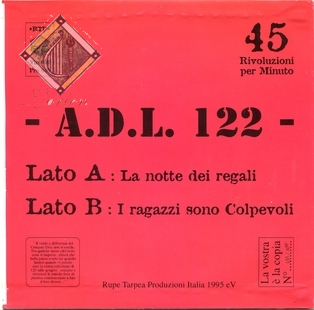 45
Rivoluzioni
per Minuto
- A.D.L. 122 -
Lato A : La notte dei regali
Lato B : I ragazzi sono Colpevoli
La vostra
è la copia
N°
Rupe Tarpea Produzioni Italia 1995 eV